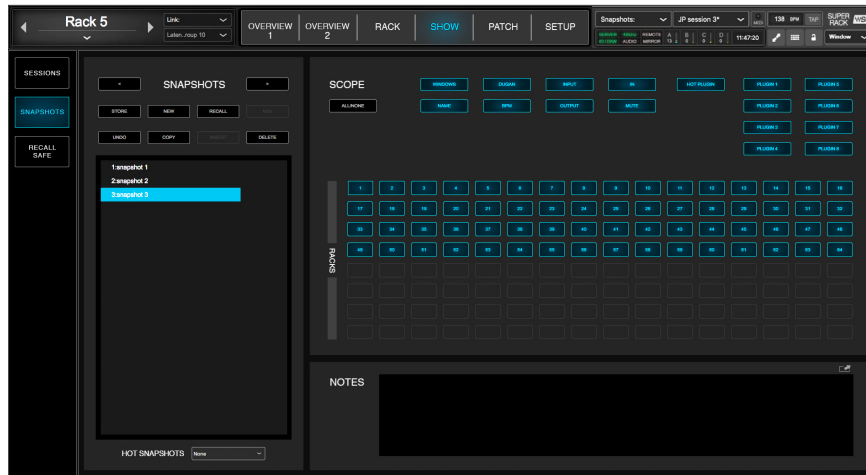 Rack 5
Link:
Laten..roup 10
OVERVIEW 1
OVERVIEW 2
RACK
SHOW
PATCH
SETUP
Snapshots:
JP session 3*
MIDI
138 BPM
TAP
SUPER RACK
SERVER
AUDIO
REMOTE
MIRROR
A
B
C
D
11:47:20
Window
SESSIONS
SNAPSHOTS
RECALL SAFE
SNAPSHOTS
STORE
NEW
RECALL
UNDO
COPY
DELETE
1:snapshot 1
2:snapshot 2
3:snapshot 3
HOT SNAPSHOTS
None
SCOPE
ALL/NONE
WINDOWS
DUGAN
INPUT
IN
HOT PLUGIN
PLUGIN 1
PLUGIN 5
NAME
BPM
OUTPUT
MUTE
PLUGIN 2
PLUGIN 6
PLUGIN 3
PLUGIN 7
PLUGIN 4
PLUGIN 8
RACKS
1 2 3 4 5 6 7 8 9 10 11 12 13 14 15 16
17 18 19 20 21 22 23 24 25 26 27 28 29 30 31 32
33 34 35 36 37 38 39 40 41 42 43 44 45 46 47 48
49 50 51 52 53 54 55 56 57 58 59 60 61 62 63 64
NOTES